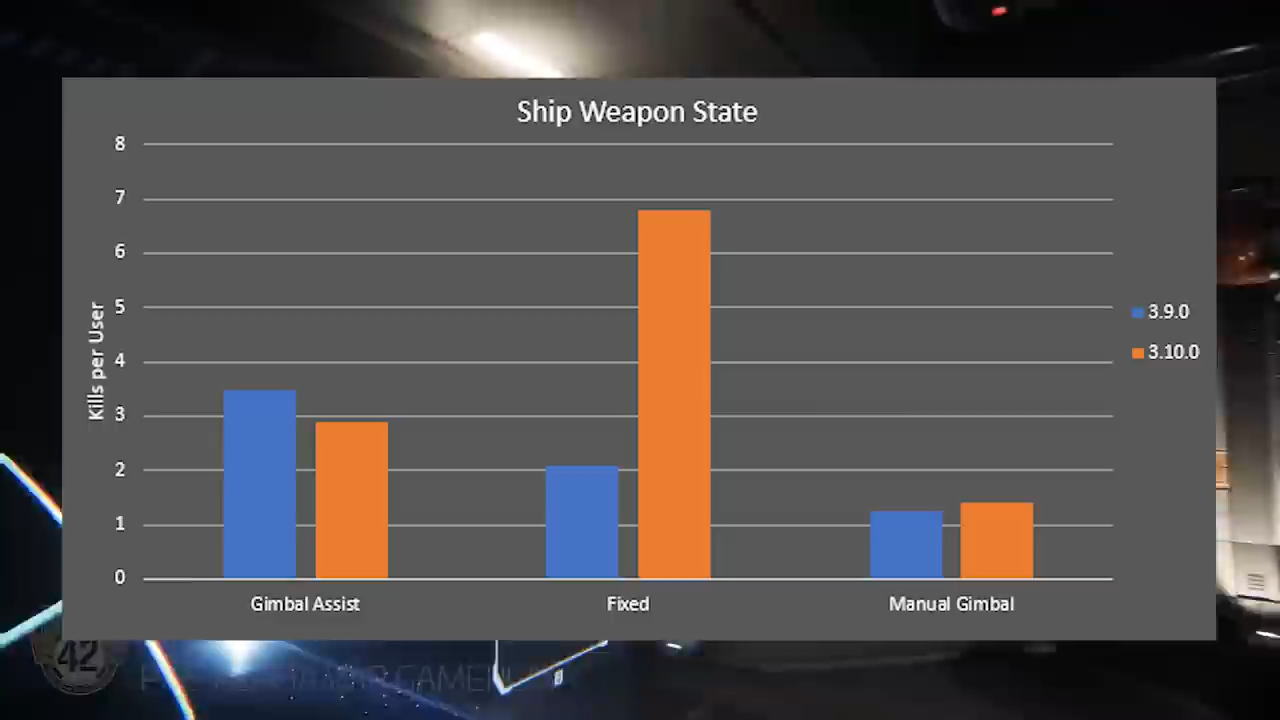 Ship Weapon State
8
7
6
5
4
3
2
1
0
Kills per User
Gimbal Assist
Fixed
Manual Gimbal
3.9.0
3.10.0
42